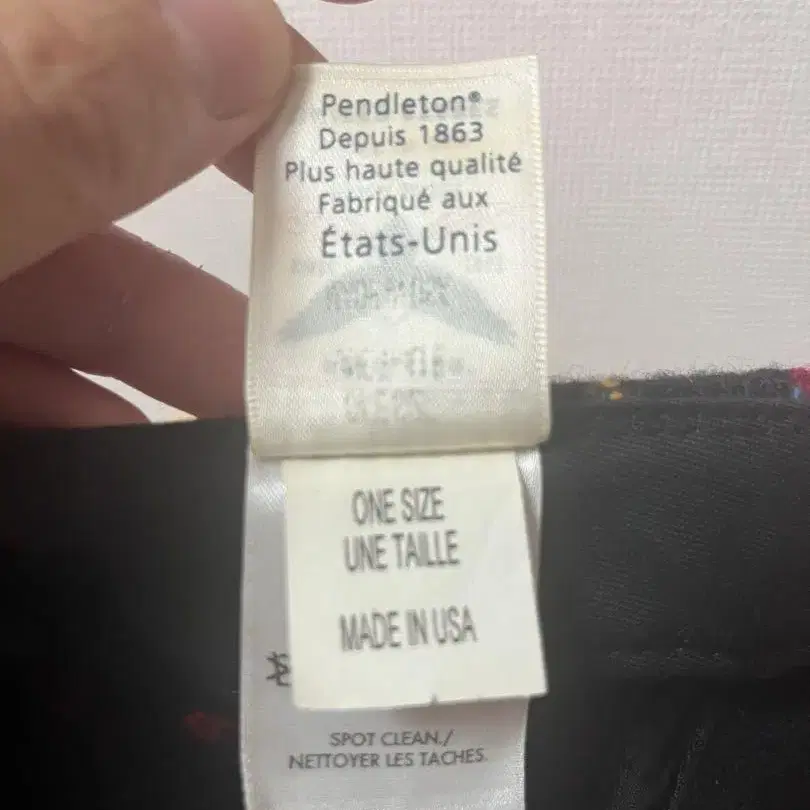 Pendleton®
Depuis 1863
Plus haute qualité
Fabriqué aux
États-Unis
ONE SIZE
UNE TAILLE
MADE IN USA
SPOT CLEAN./
NETTOYER LES TACHES.